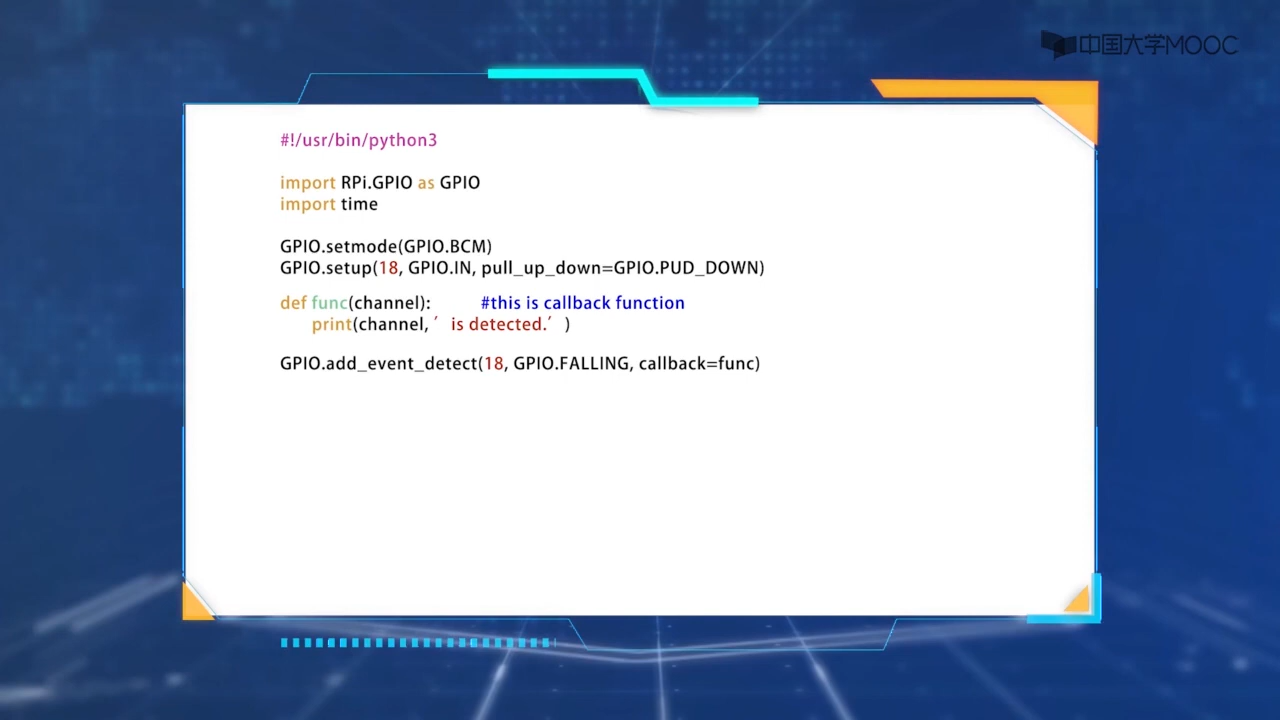 中国大学MOOC
#!/usr/bin/python3
import RPi.GPIO as GPIO
import time
GPIO.setmode(GPIO.BCM)
GPIO.setup(18, GPIO.IN, pull_up_down=GPIO.PUD_DOWN)
def func(channel): #this is callback function
print(channel,′ is detected.′ )
GPIO.add_event_detect(18, GPIO.FALLING, callback=func)